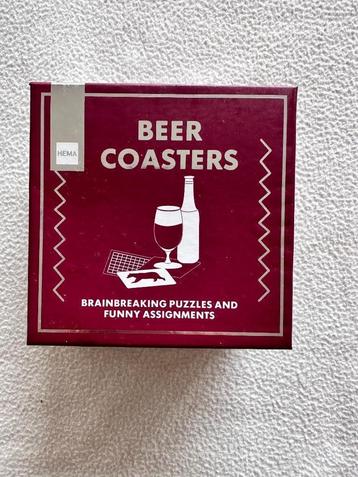 HEMA
BEER
COASTERS
BRAINBREAKING PUZZLES AND
FUNNY ASSIGNMENTS